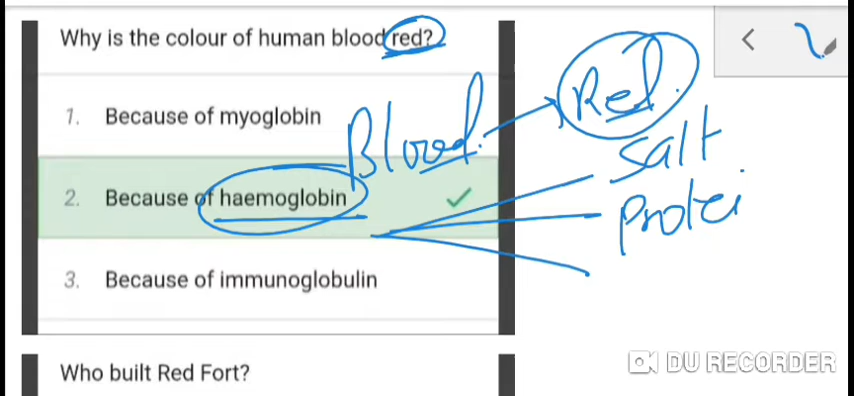 Why is the colour of human blood red?
1. Because of myoglobin
Blood
Red
Salt
2. Because of haemoglobin
Protei
3. Because of immunoglobulin
Who built Red Fort?
DU RECORDER